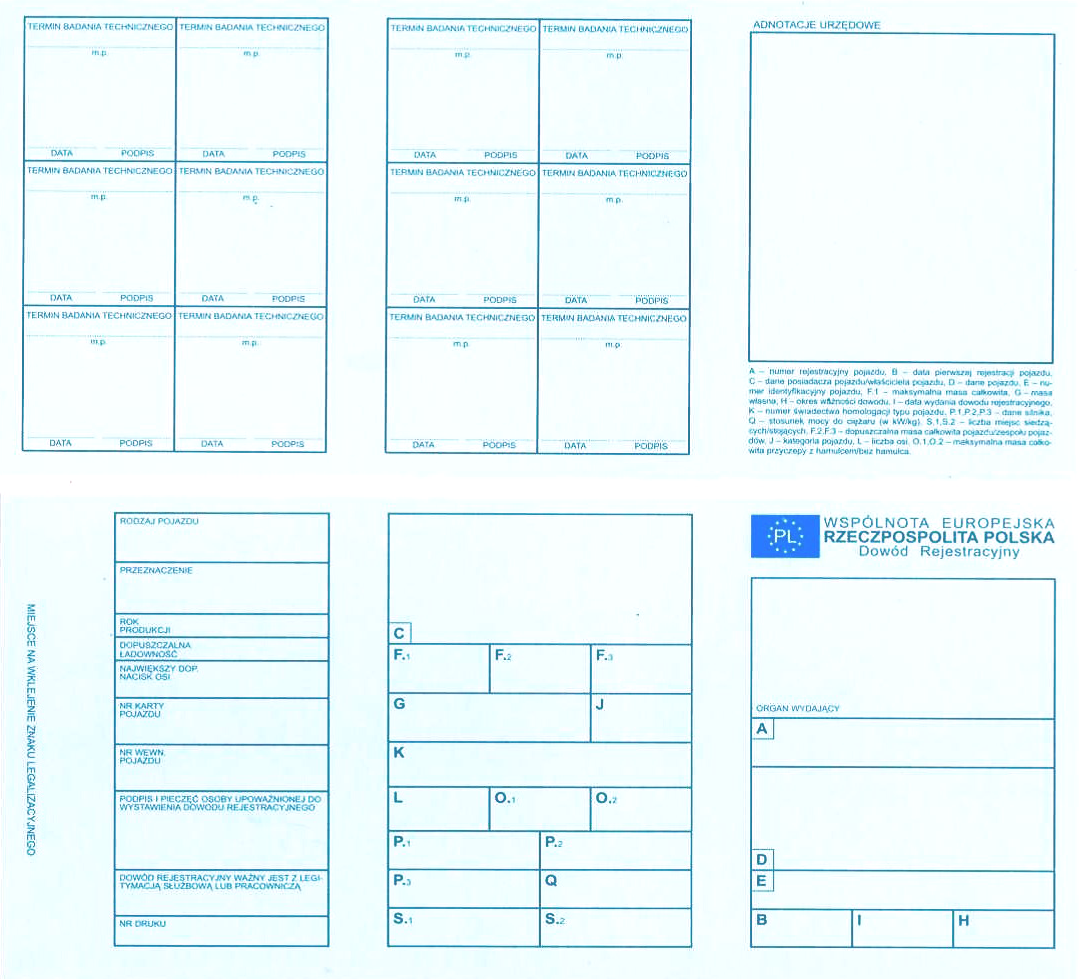 TERMIN BADANIA TECHNICZNEGO
TERMIN BADANIA TECHNICZNEGO
m.p.
m.p.
DATA PODPIS
DATA PODPIS
TERMIN BADANIA TECHNICZNEGO
TERMIN BADANIA TECHNICZNEGO
m.p.
m.p.
DATA PODPIS
DATA PODPIS
TERMIN BADANIA TECHNICZNEGO
TERMIN BADANIA TECHNICZNEGO
m.p.
m.p.
DATA PODPIS
DATA PODPIS
TERMIN BADANIA TECHNICZNEGO
TERMIN BADANIA TECHNICZNEGO
m.p.
m.p.
DATA PODPIS
DATA PODPIS
TERMIN BADANIA TECHNICZNEGO
TERMIN BADANIA TECHNICZNEGO
m.p.
m.p.
DATA PODPIS
DATA PODPIS
TERMIN BADANIA TECHNICZNEGO
TERMIN BADANIA TECHNICZNEGO
m.p.
m.p.
DATA PODPIS
DATA PODPIS
ADNOTACJE URZĘDOWE
A – numer rejestracyjny pojazdu, B – data pierwszej rejestracji pojazdu,
C – dane posiadacza pojazdu/właściciela pojazdu, D – dane pojazdu, E – nu-
mer identyfikacyjny pojazdu, F.1 – maksymalna masa całkowita, G – masa
własna, H – okres ważności dowodu, I – data wydania dowodu rejestracyjnego,
K – numer świadectwa homologacji typu pojazdu, P.1,P.2,P.3 – dane silnika,
Q – stosunek mocy do ciężaru (w kW/kg), S.1,S.2 – liczba miejsc siedzą-
cych/stojących, F.2,F.3 – dopuszczalna masa całkowita pojazdu/zespołu pojaz-
dów, J – kategoria pojazdu, L – liczba osi, O.1,O.2 – maksymalna masa całko-
wita przyczepy z hamulcem/bez hamulca.
MIEJSCE NA WKLEJENIE ZNAKU LEGALIZACYJNEGO
RODZAJ POJAZDU
PRZEZNACZENIE
ROK
PRODUKCJI
DOPUSZCZALNA
ŁADOWNOŚĆ
NAJWIĘKSZY DOP.
NACISK OSI
NR KARTY
POJAZDU
NR WEWN.
POJAZDU
PODPIS I PIECZĘĆ OSOBY UPOWAŻNIONEJ DO
WYSTAWIENIA DOWODU REJESTRACYJNEGO
DOWÓD REJESTRACYJNY WAŻNY JEST Z LEGI-
TYMACJĄ SŁUŻBOWĄ LUB PRACOWNICZĄ
NR DRUKU
C
F.1 F.2 F.3
G J
K
L O.1 O.2
P.1 P.2
P.3 Q
S.1 S.2
PL
WSPÓLNOTA EUROPEJSKA
RZECZPOSPOLITA POLSKA
Dowód Rejestracyjny
ORGAN WYDAJĄCY
A
D
E
B I H